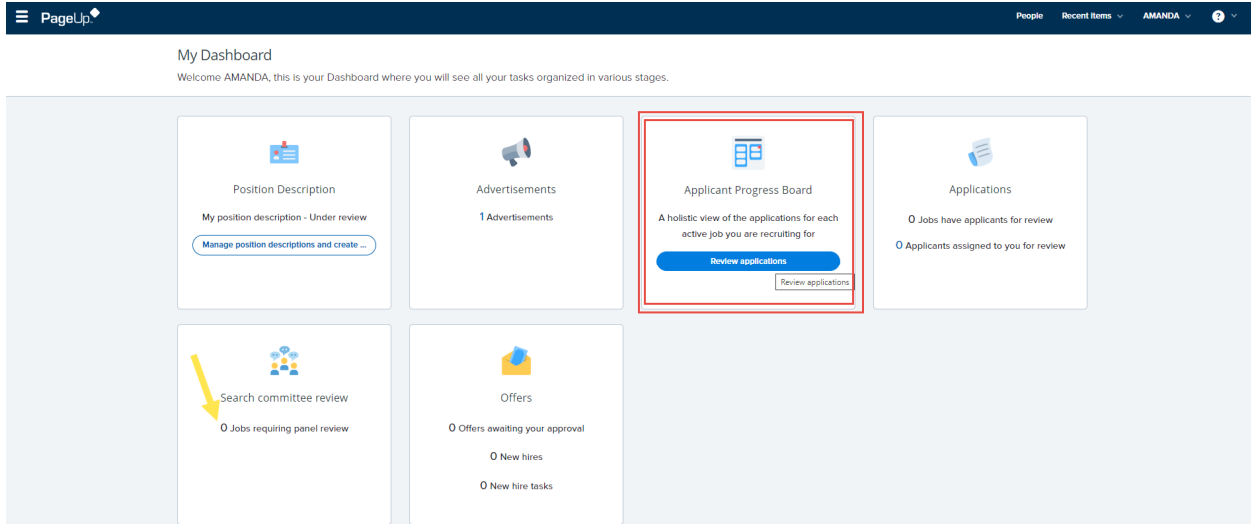 PageUp
People Recent Items AMANDA ?
My Dashboard
Welcome AMANDA, this is your Dashboard where you will see all your tasks organized in various stages.
Position Description
My position description - Under review
Manage position descriptions and create ...
Advertisements
1 Advertisements
Applicant Progress Board
A holistic view of the applications for each
active job you are recruiting for
Review applications
Review applications
Applications
0 Jobs have applicants for review
0 Applicants assigned to you for review
Search committee review
0 Jobs requiring panel review
Offers
0 Offers awaiting your approval
0 New hires
0 New hire tasks